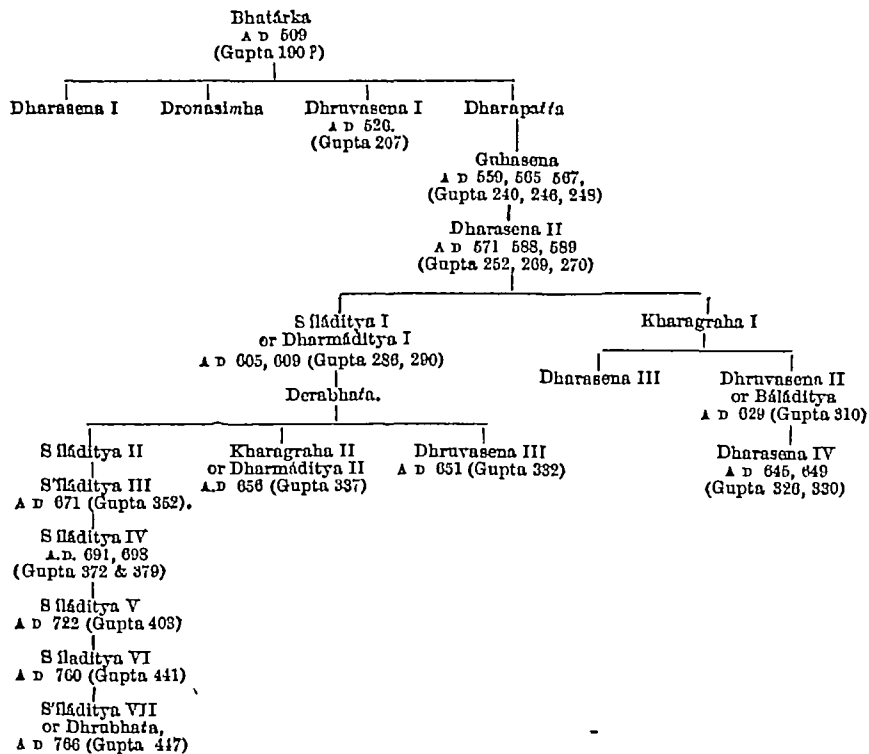 Bhatárka
A D 509
(Gupta 190 ?)
Dharasena I Dronasimha Dhruvasena I Dharapatta
A D 526.
(Gupta 207)
Guhasena
A D 559, 565 567,
(Gupta 240, 246, 248)
Dharasena II
A D 571 588, 589
(Gupta 252, 269, 270)
S íláditya I Kharagraha I
or Dharmáditya I
A D 605, 609 (Gupta 286, 290)
Dharasena III Dhruvasena II
or Báláditya
A D 629 (Gupta 310)
Derabhata.
S íláditya II Kharagraha II Dhruvasena III Dharasena IV
or Dharmáditya II A D 651 (Gupta 332) A D 645, 649
A.D 656 (Gupta 337) (Gupta 326, 330)
S'íláditya III
A D 671 (Gupta 352).
S íláditya IV
A.D. 691, 698
(Gupta 372 & 379)
S íláditya V
A D 722 (Gupta 403)
S íladitya VI
A D 760 (Gupta 441)
S'íláditya VII
or Dhrubhata,
A D 766 (Gupta 447)